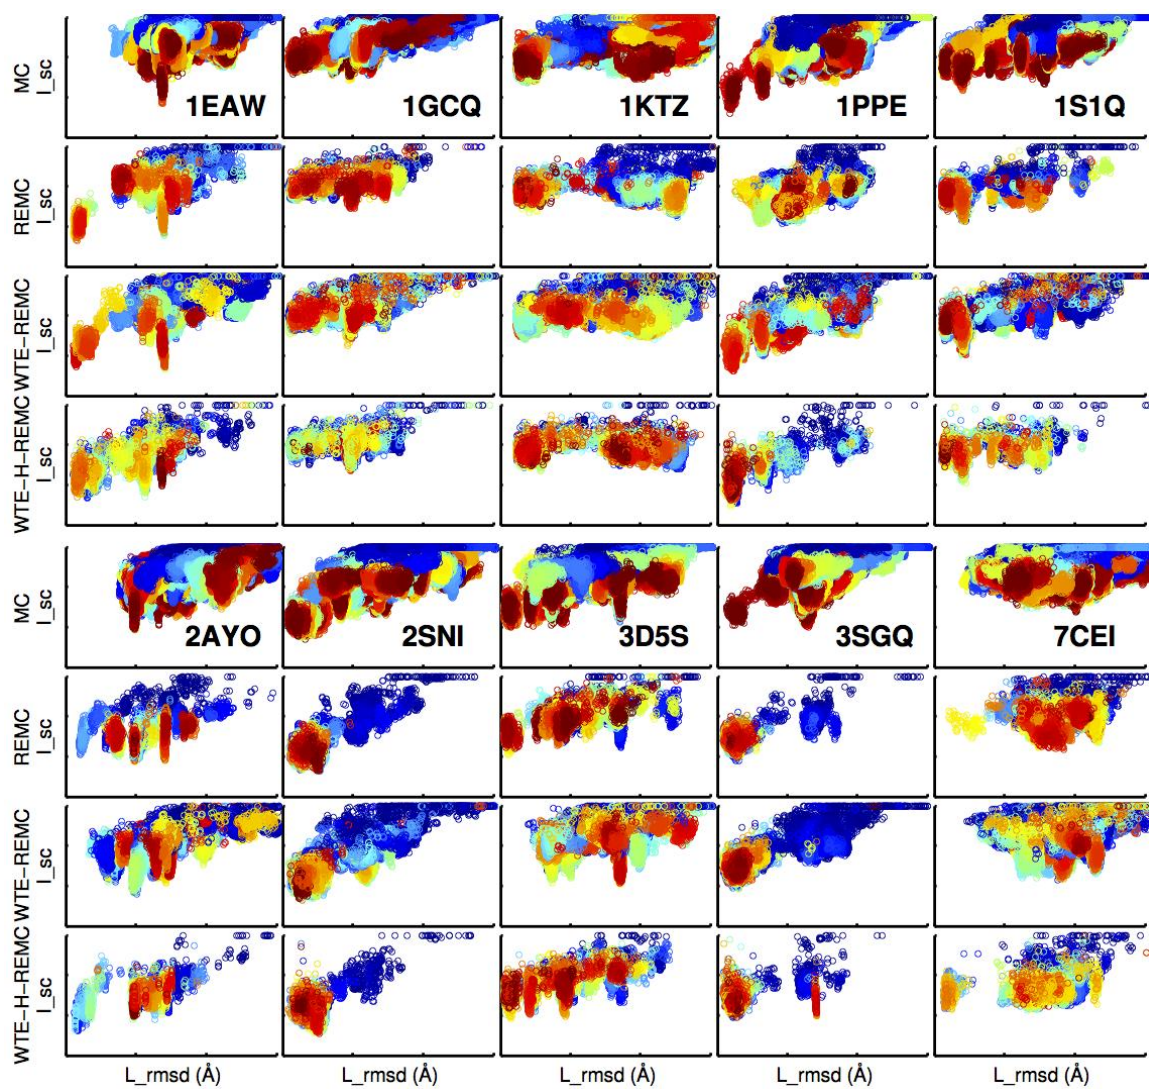 MC
I_sc
1EAW
1GCQ
1KTZ
1PPE
1S1Q
REMC
I_sc
WTE-REMC
I_sc
WTE-H-REMC
I_sc
MC
I_sc
2AYO
2SNI
3D5S
3SGQ
7CEI
REMC
I_sc
WTE-REMC
I_sc
WTE-H-REMC
I_sc
L_rmsd (Å)
L_rmsd (Å)
L_rmsd (Å)
L_rmsd (Å)
L_rmsd (Å)